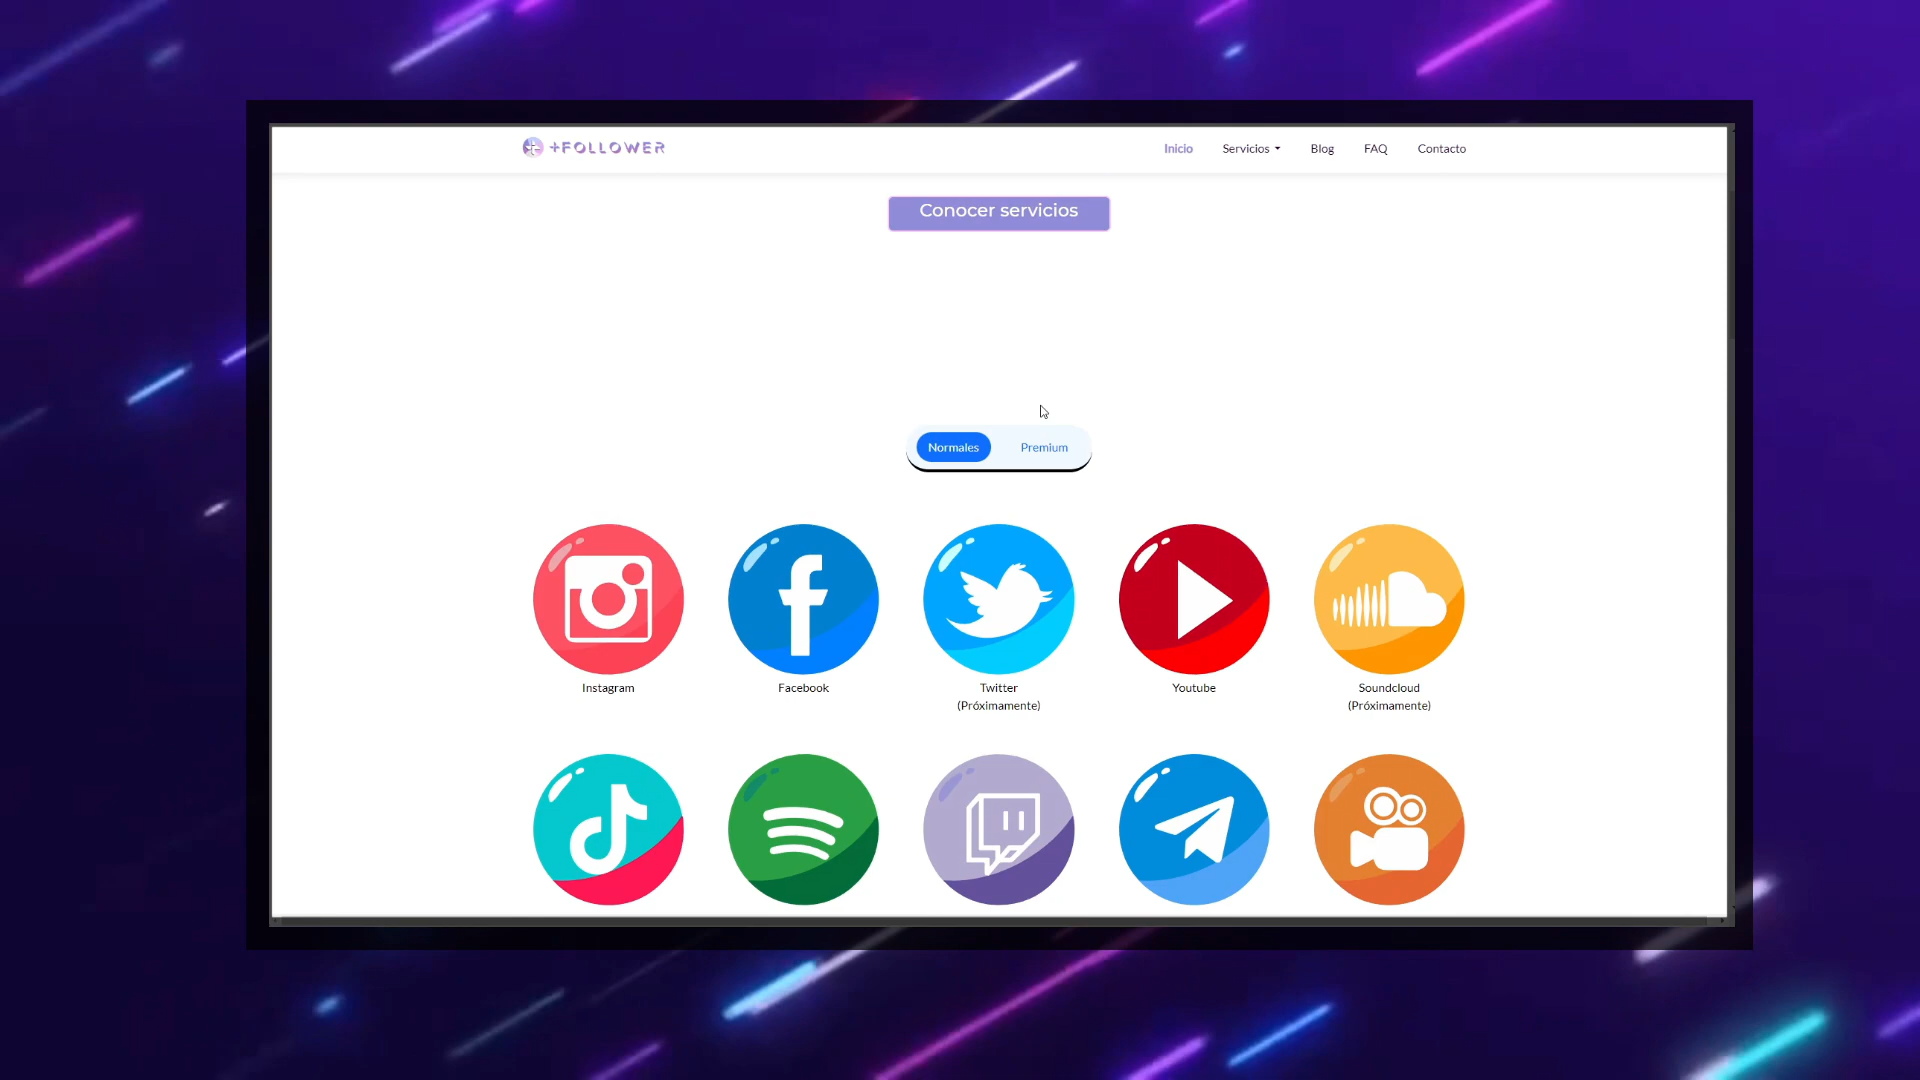 +FOLLOWER
Inicio
Servicios
Blog
FAQ
Contacto
Conocer servicios
Normales
Premium
Instagram
Facebook
Twitter
(Próximamente)
Youtube
Soundcloud
(Próximamente)